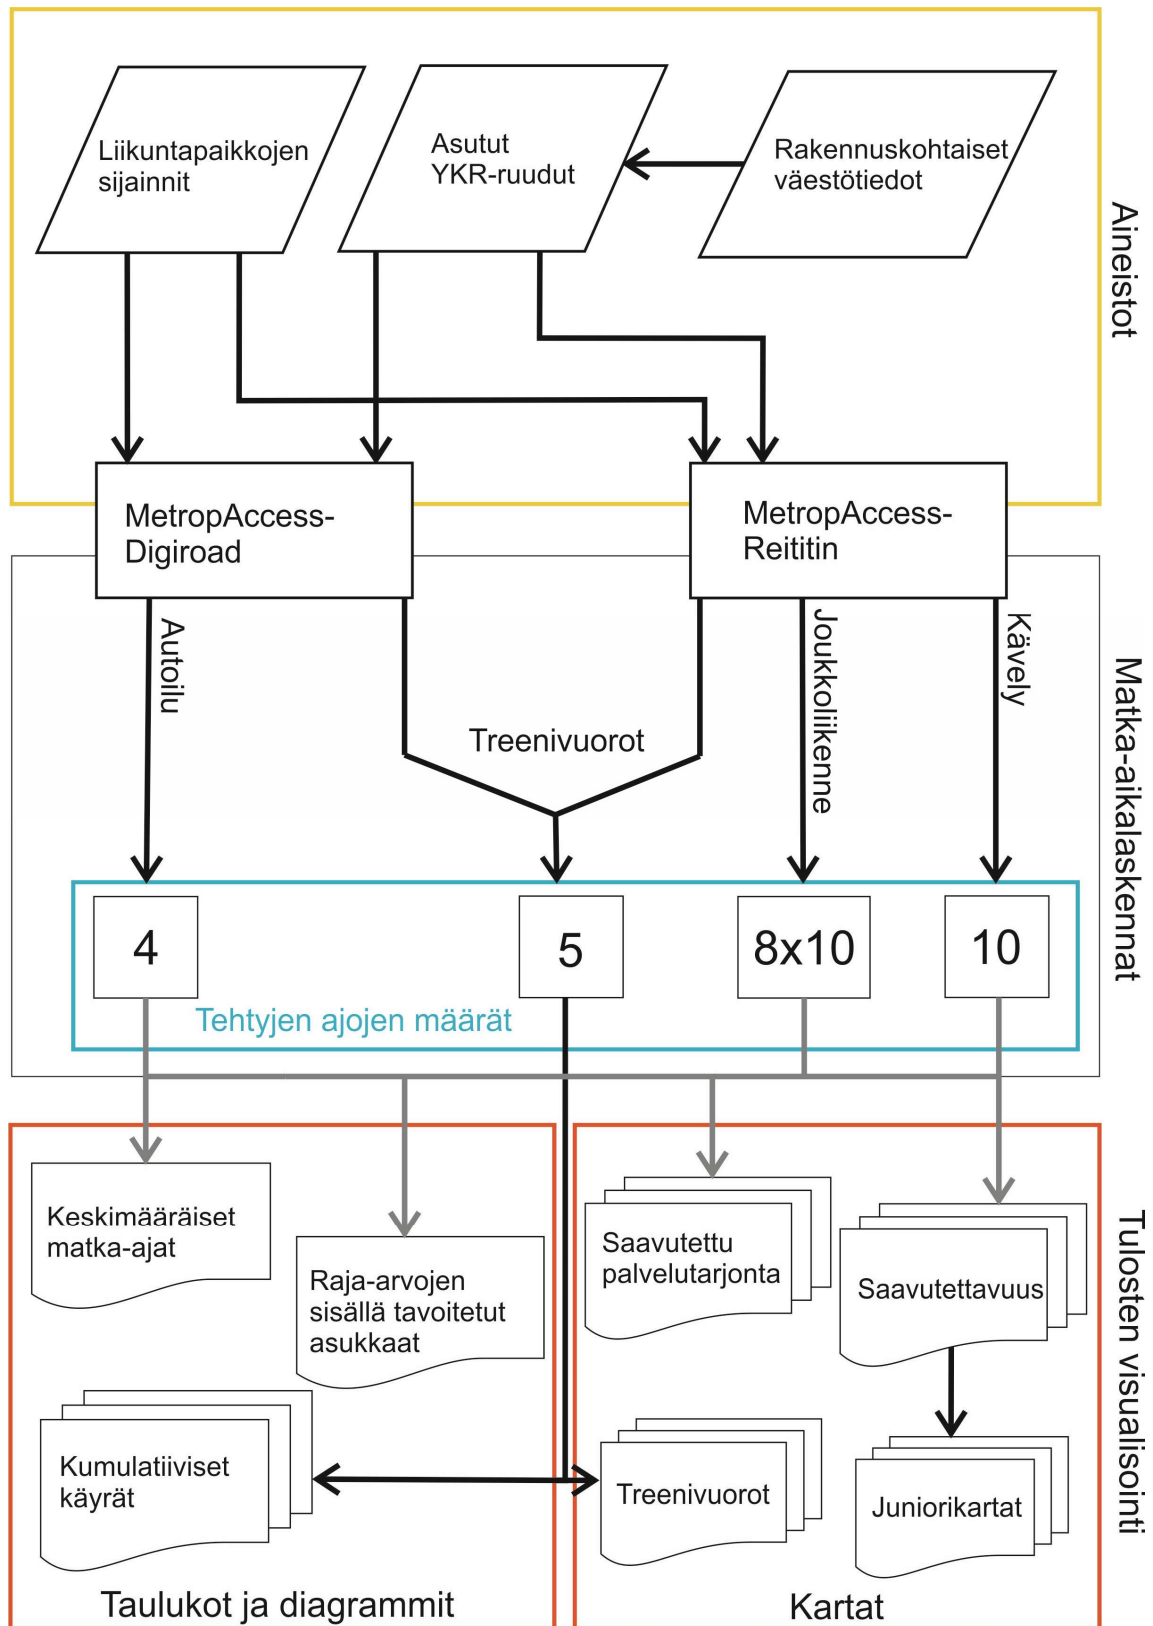 Liikuntapaikkojen
sijainnit
Asutut
YKR-ruudut
Rakennuskohtaiset
väestötiedot
Aineistot
MetropAccess-
Digiroad
MetropAccess-
Reititin
Autoilu
Treenivuorot
Joukkoliikenne
Kävely
Matka-aikalaskennat
4
5
8x10
10
Tehtyjen ajojen määrät
Keskimääräiset
matka-ajat
Raja-arvojen
sisällä tavoitetut
asukkaat
Saavutettu
palvelutarjonta
Saavutettavuus
Tulosten visualisointi
Kumulatiiviset
käyrät
Treenivuorot
Juniorikartat
Taulukot ja diagrammit
Kartat